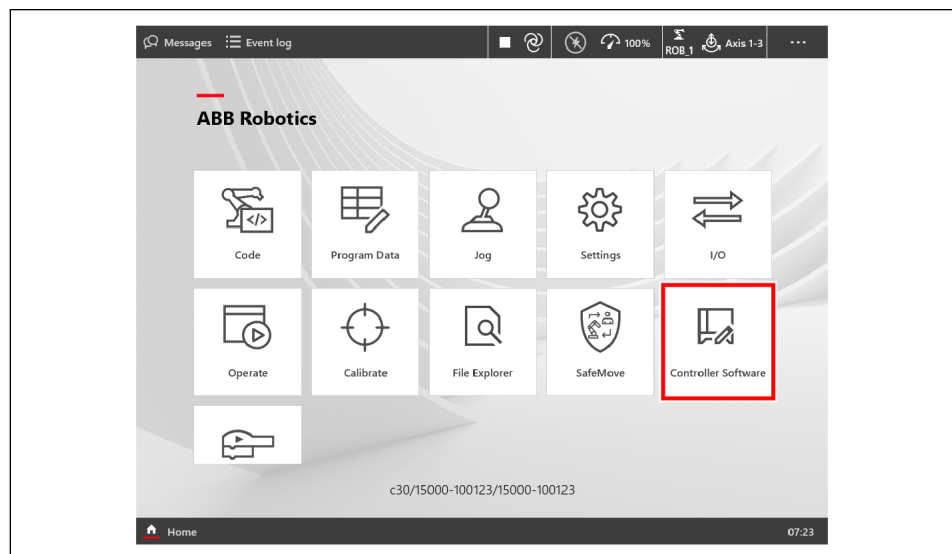 Messages Event log 100% ROB_1 Axis 1-3 ...
ABB Robotics
</>
Code Program Data Jog Settings I/O
Operate Calibrate File Explorer SafeMove Controller Software
c30/15000-100123/15000-100123
Home 07:23